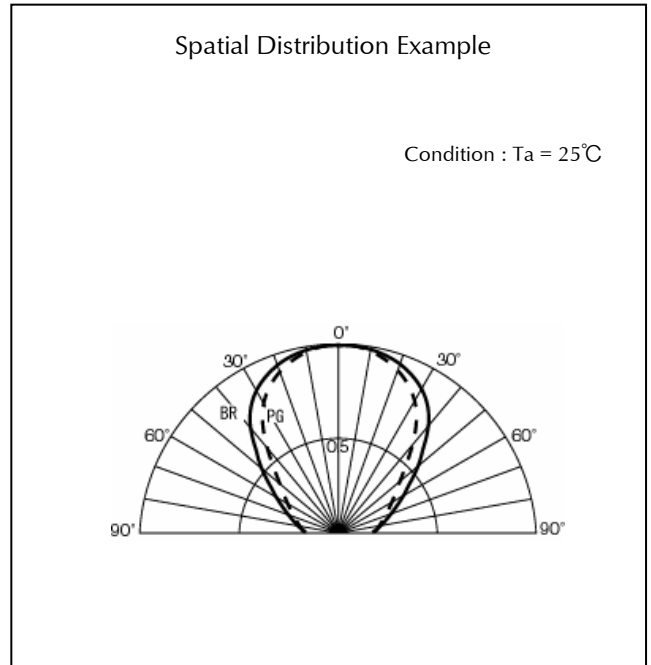 Spatial Distribution Example
Condition : Ta = 25℃
0°
30° 30°
BR PG
60° 0.5 60°
90° 90°